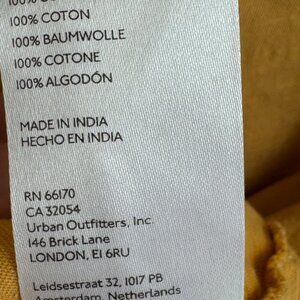 100% COTON
100% BAUMWOLLE
100% COTONE
100% ALGODÓN
MADE IN INDIA
HECHO EN INDIA
RN 66170
CA 32054
Urban Outfitters, Inc.
146 Brick Lane
LONDON, E1 6RU
Leidsestraat 32, 1017 PB
Amsterdam, Netherlands